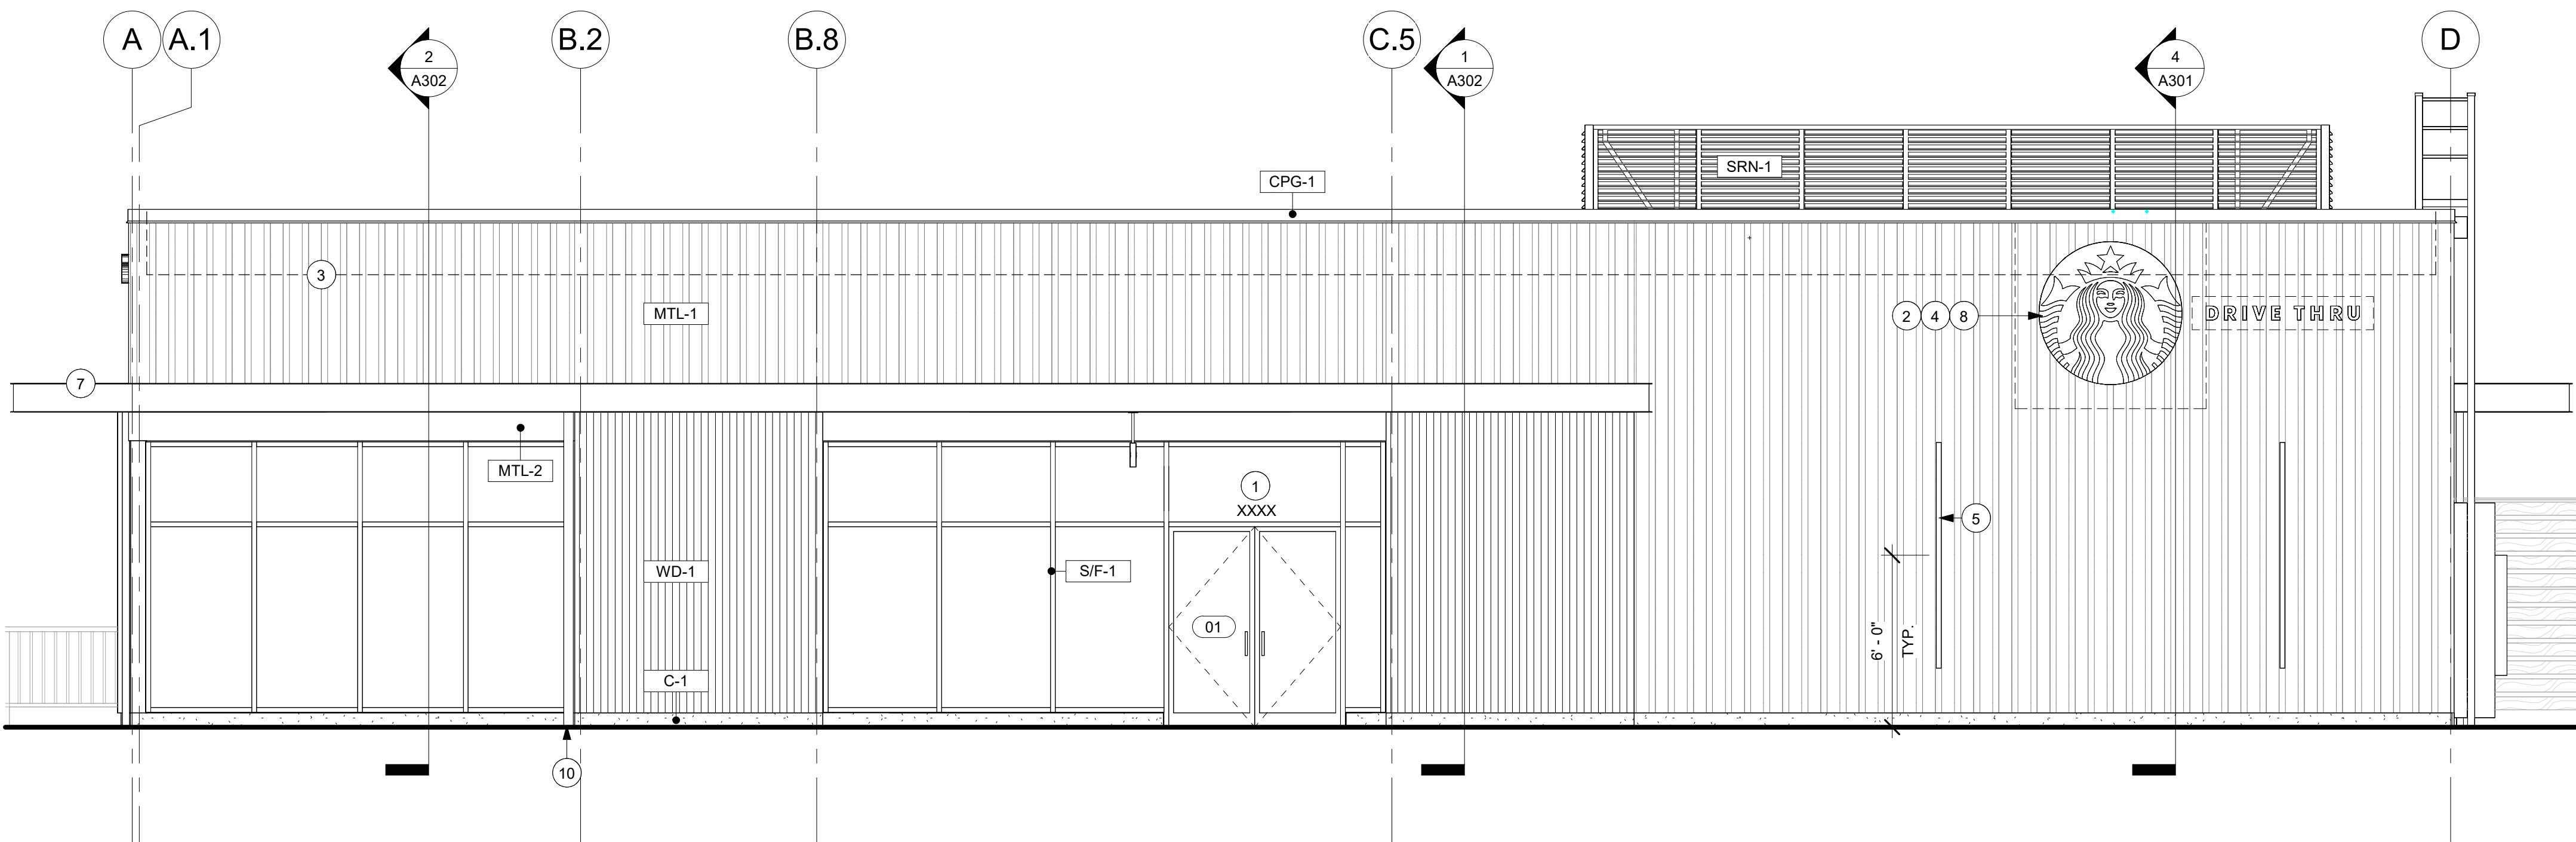 A
A.1
B.2
B.8
C.5
D
2
A302
1
A302
4
A301
SRN-1
CPG-1
3
MTL-1
2 4 8
DRIVE THRU
7
MTL-2
1
XXXX
5
WD-1
S/F-1
01
6' - 0"
TYP.
C-1
10